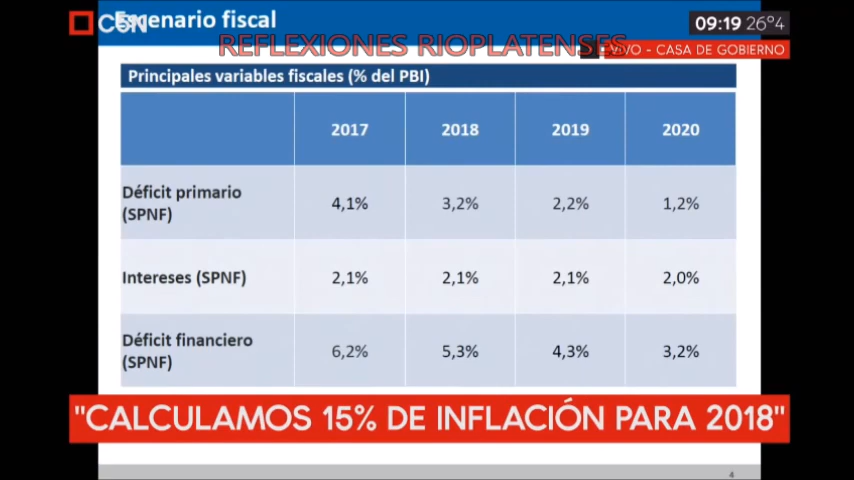 Escenario fiscal
C5N
09:19 26°4
REFLEXIONES RIOPLATENSES
VIVO - CASA DE GOBIERNO
Principales variables fiscales (% del PBI)
2017 2018 2019 2020
Déficit primario
(SPNF)
4,1% 3,2% 2,2% 1,2%
Intereses (SPNF) 2,1% 2,1% 2,1% 2,0%
Déficit financiero
(SPNF)
6,2% 5,3% 4,3% 3,2%
"CALCULAMOS 15% DE INFLACIÓN PARA 2018"
4